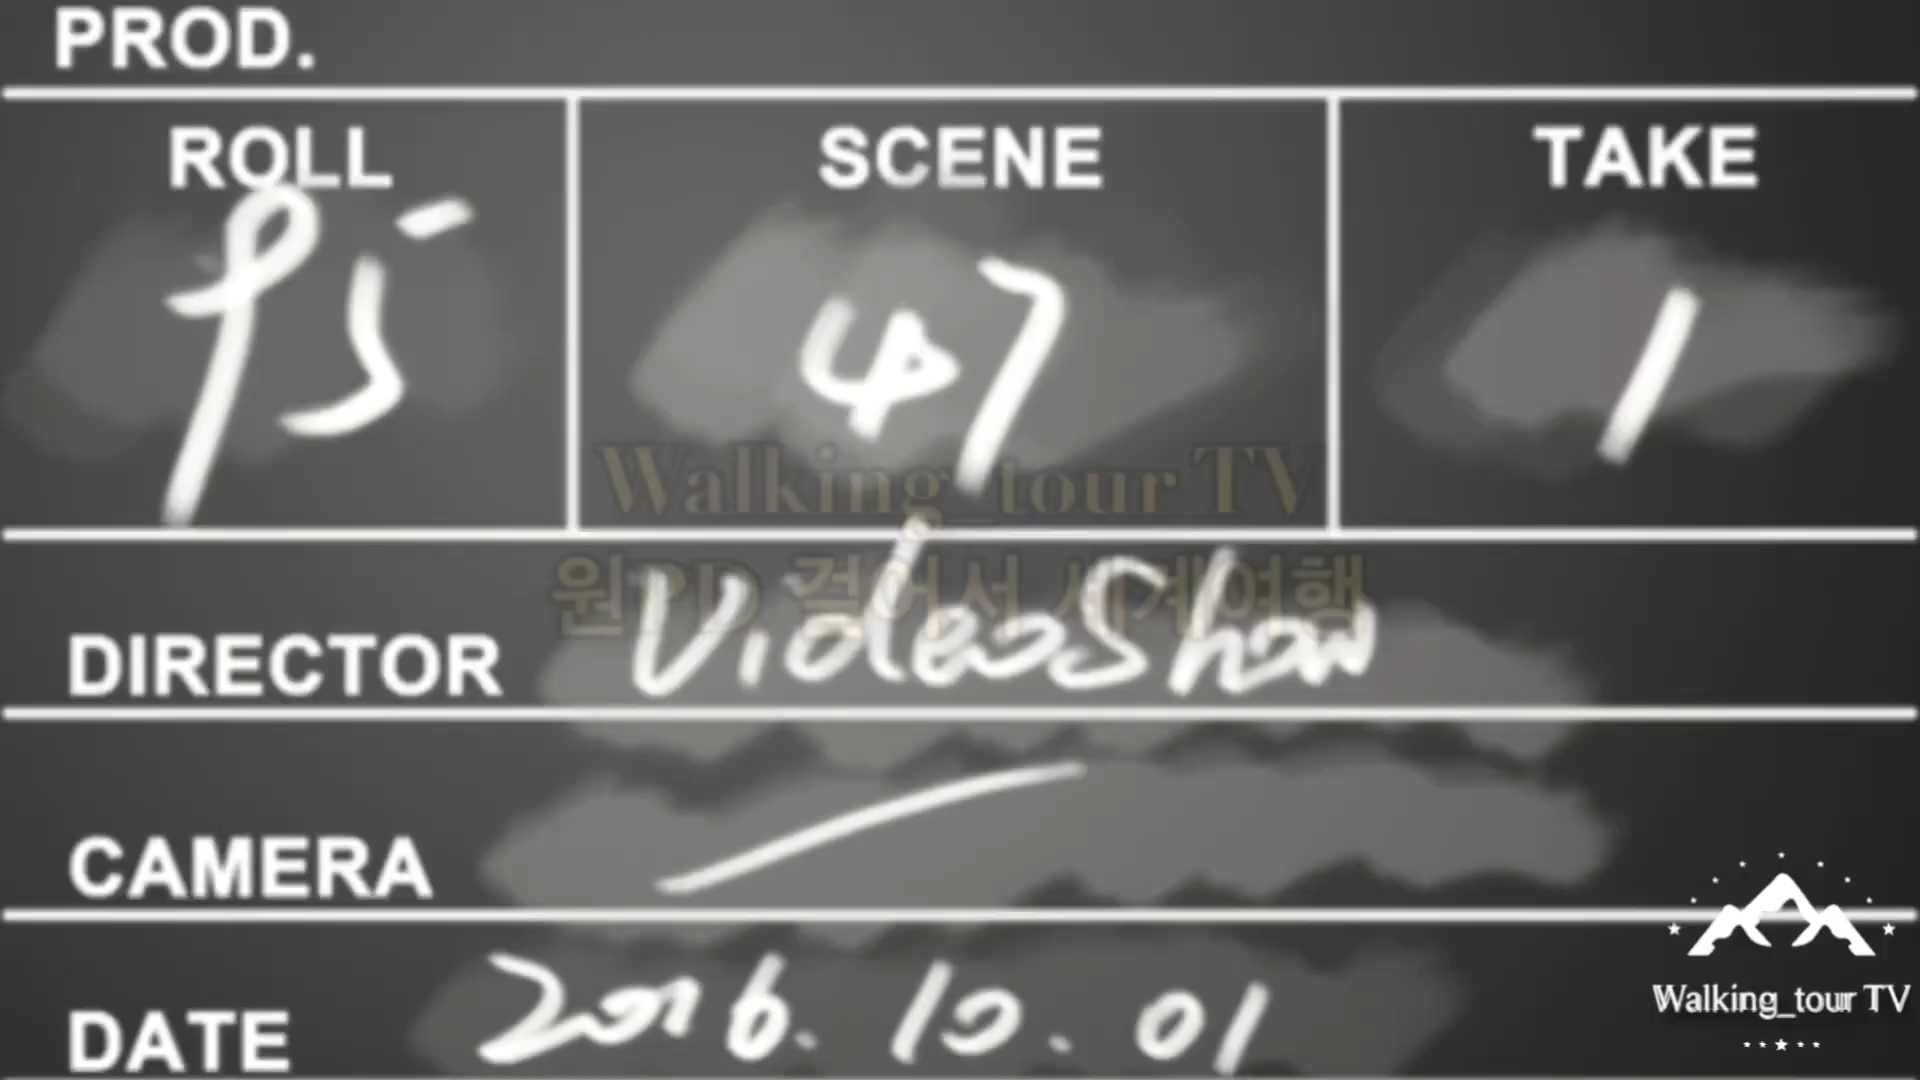 PROD.
ROLL SCENE TAKE
95 47 1
Walking_tour TV
원PD 걸어서 세계여행
DIRECTOR VideoShow
CAMERA
DATE 2016.10.01
Walking_tour TV